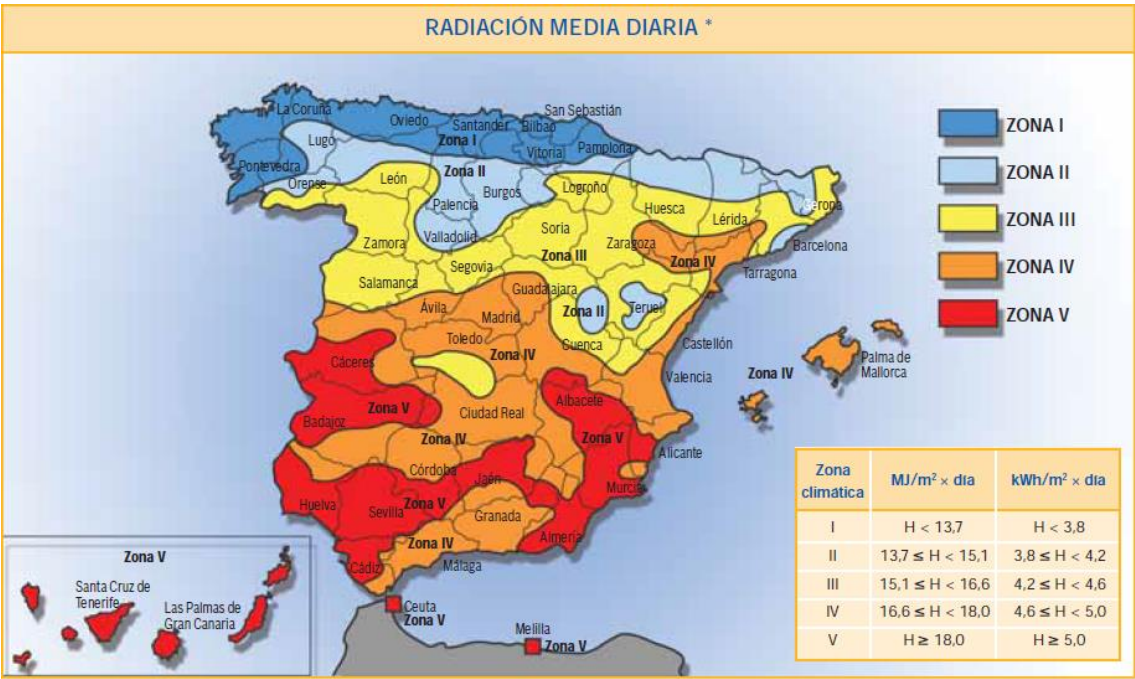 RADIACIÓN MEDIA DIARIA *
La Coruña
Lugo
Oviedo
Santander
Bilbao
San Sebastián
Zona I
Vitorial
Pamplona
Pontevedra
Orense
León
Zona II
Palencia
Burgos
Logroño
Valladolid
Huesca
Lérida
Gerona
Barcelona
Zamora
Soria
Zaragoza
Zona III
Zona IV
Tarragona
Segovia
Salamanca
Guadalajara
Ávila
Madrid
Zona II
Teruel
Toledo
Cuenca
Castellón
Zona IV
Cáceres
Valencia
Zona IV
Palma de
Mallorca
Albacete
Badajoz
Zona V
Ciudad Real
Zona IV
Zona V
Alicante
Córdoba
Jaén
Murcia
Huelva
Sevilla
Zona V
Granada
Almería
Zona IV
Cádiz
Málaga
Ceuta
Zona V
Melilla
Zona V
Zona V
Santa Cruz de
Tenerife
Las Palmas de
Gran Canaria
ZONA I
ZONA II
ZONA III
ZONA IV
ZONA V
Zona climática MJ/m² × día kWh/m² × día
I H < 13,7 H < 3,8
II 13,7 ≤ H < 15,1 3,8 ≤ H < 4,2
III 15,1 ≤ H < 16,6 4,2 ≤ H < 4,6
IV 16,6 ≤ H < 18,0 4,6 ≤ H < 5,0
V H ≥ 18,0 H ≥ 5,0